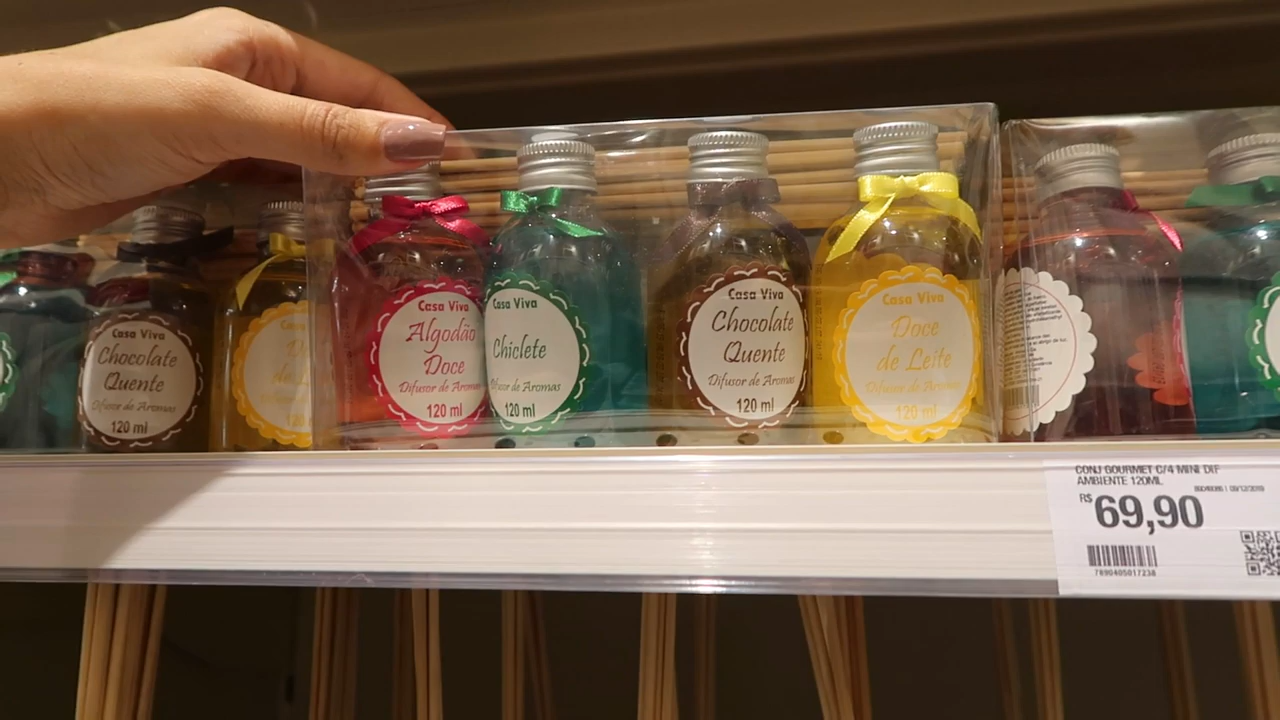 Casa Viva
Chocolate
Quente
Difusor de Aromas
120 ml
120
Casa Viva
Algodão
Doce
Difusor de Aromas
120 ml
Casa Viva
Chiclete
Difusor de Aromas
120 ml
Casa Viva
Chocolate
Quente
Difusor de Aromas
120 ml
Casa Viva
Doce
de Leite
Difusor de Aromas
120 ml
CONJ GOURMET C/4 MINI DIF
AMBIENTE 120ML
R$ 69,90
7890405017238